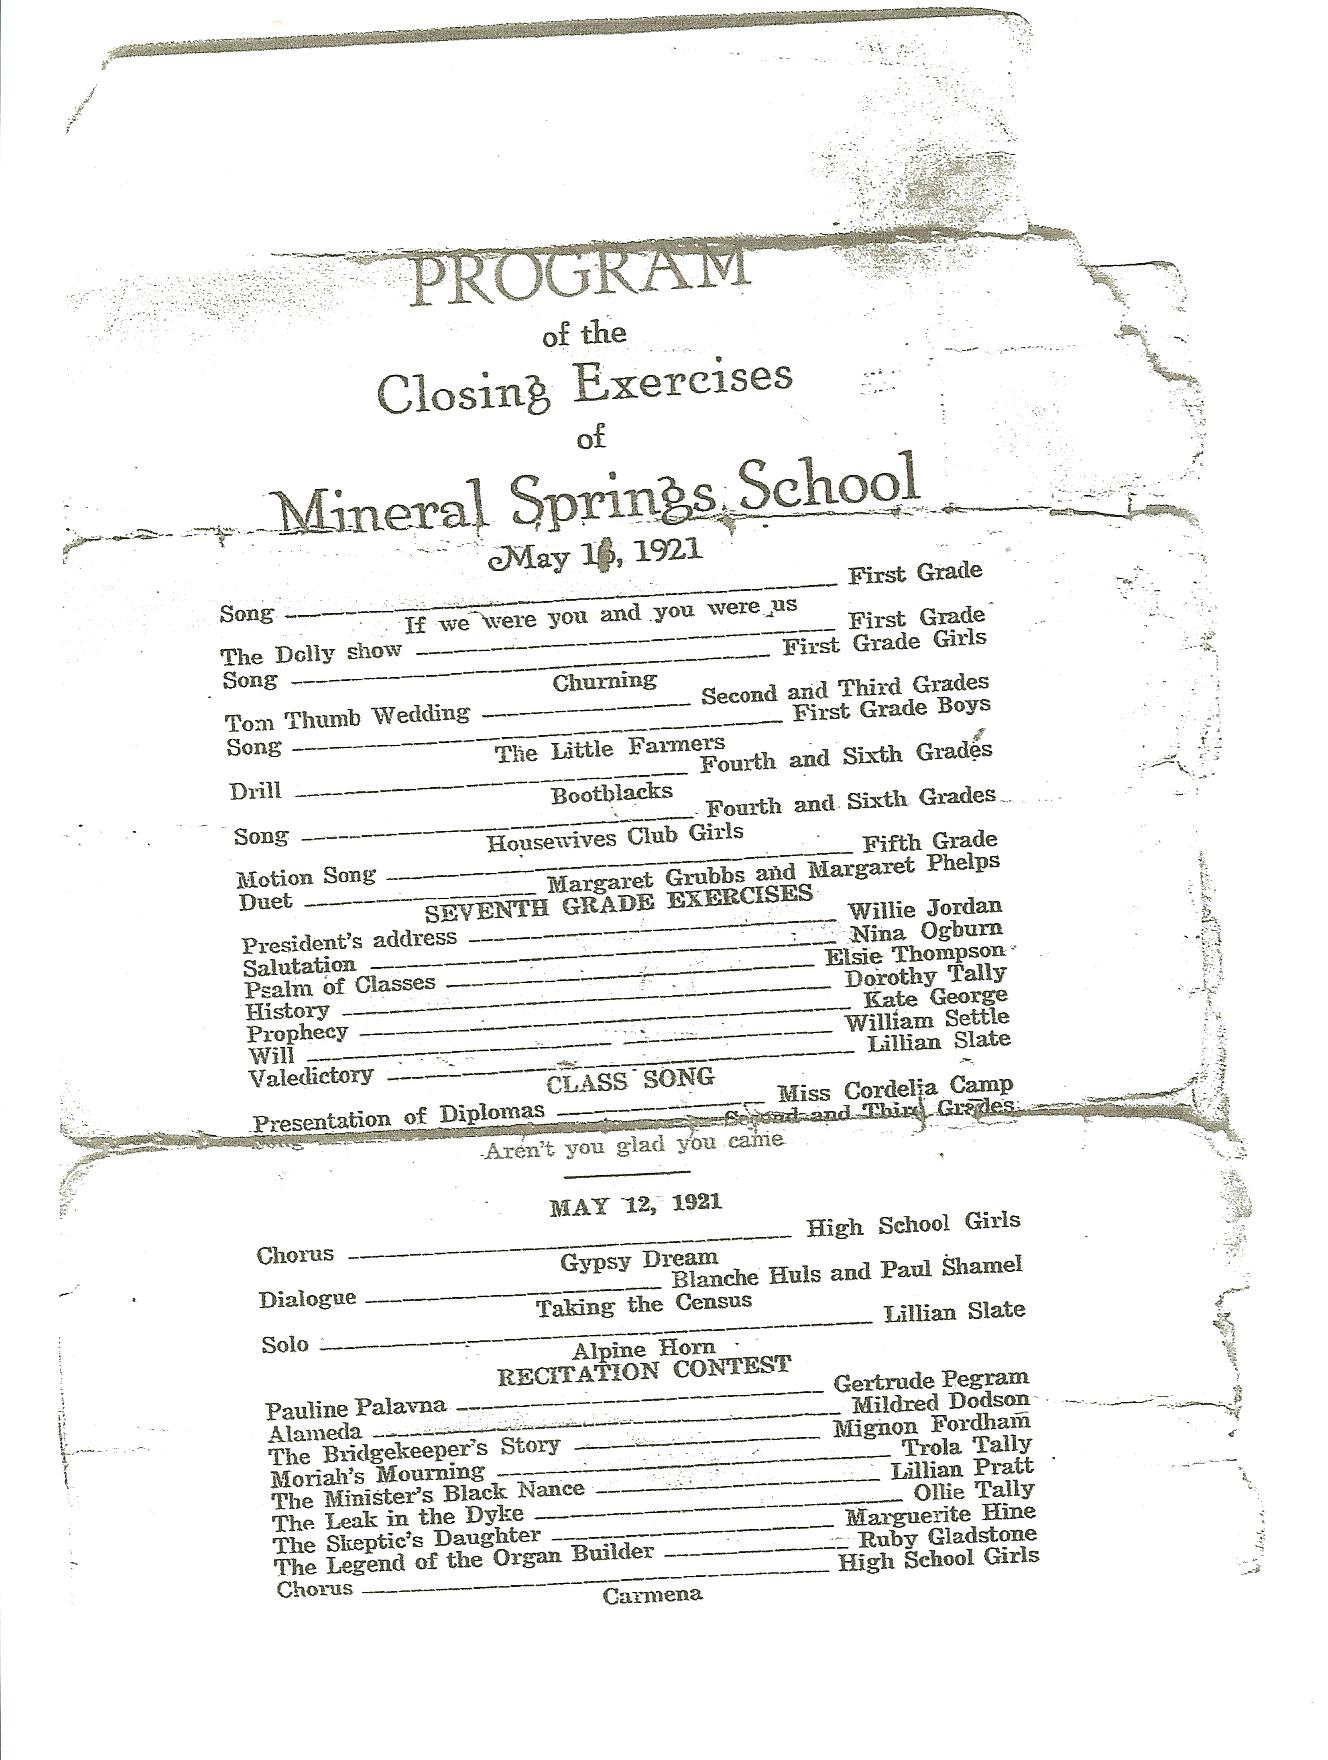 PROGRAM
of the
Closing Exercises
of
Mineral Springs School
May 1, 1921
Song First Grade
If we were you and you were us
The Dolly show First Grade
Song First Grade Girls
Churning
Tom Thumb Wedding Second and Third Grades
Song First Grade Boys
The Little Farmers
Drill Fourth and Sixth Grades
Bootblacks
Song Fourth and Sixth Grades
Housewives Club Girls
Motion Song Fifth Grade
Duet Margaret Grubbs and Margaret Phelps
SEVENTH GRADE EXERCISES
President's address Willie Jordan
Salutation Nina Ogburn
Psalm of Classes Elsie Thompson
History Dorothy Tally
Prophecy Kate George
Will William Settle
Valedictory Lillian Slate
CLASS SONG
Presentation of Diplomas Miss Cordelia Camp
Song Second and Third Grades
Aren't you glad you came
MAY 12, 1921
Chorus High School Girls
Gypsy Dream
Dialogue Blanche Huls and Paul Shamel
Taking the Census
Solo Lillian Slate
Alpine Horn
RECITATION CONTEST
Pauline Palavna Gertrude Pegram
Alameda Mildred Dodson
The Bridgekeeper's Story Mignon Fordham
Moriah's Mourning Trola Tally
The Minister's Black Nance Lillian Pratt
The Leak in the Dyke Ollie Tally
The Skeptic's Daughter Marguerite Hine
The Legend of the Organ Builder Ruby Gladstone
Chorus High School Girls
Carmena